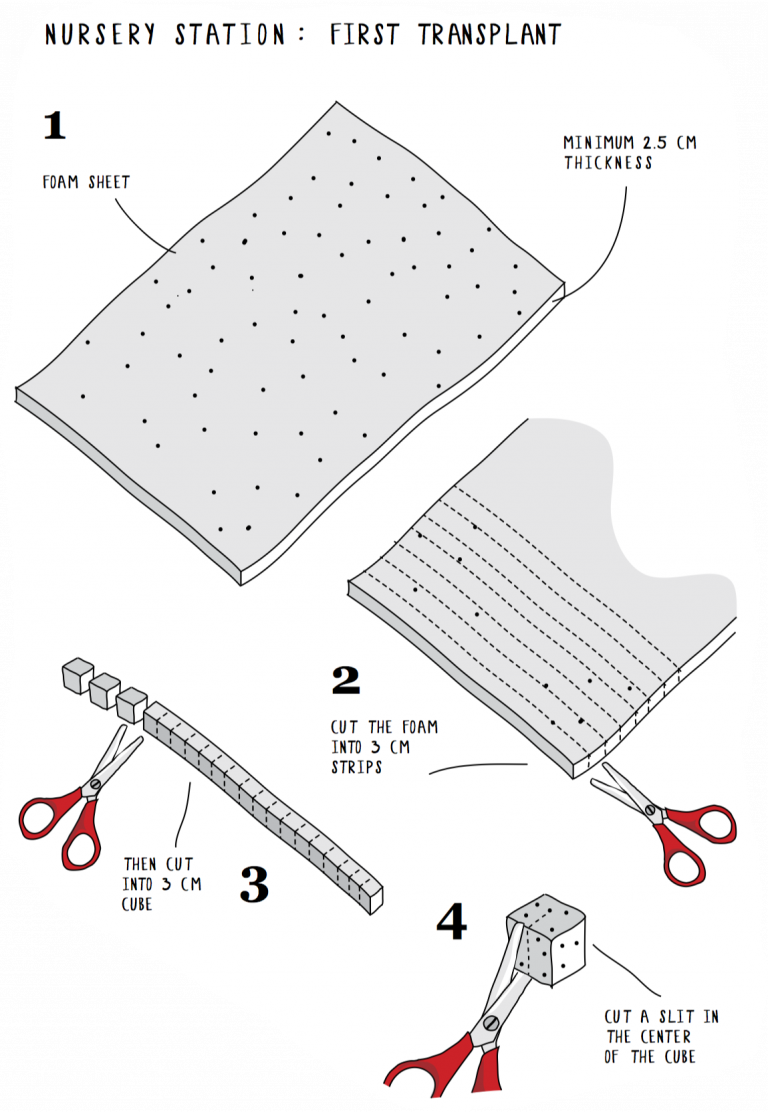 NURSERY STATION: FIRST TRANSPLANT
1
FOAM SHEET
MINIMUM 2.5 CM
THICKNESS
2
CUT THE FOAM
INTO 3 CM
STRIPS
THEN CUT
INTO 3 CM
CUBE
3
4
CUT A SLIT IN
THE CENTER
OF THE CUBE